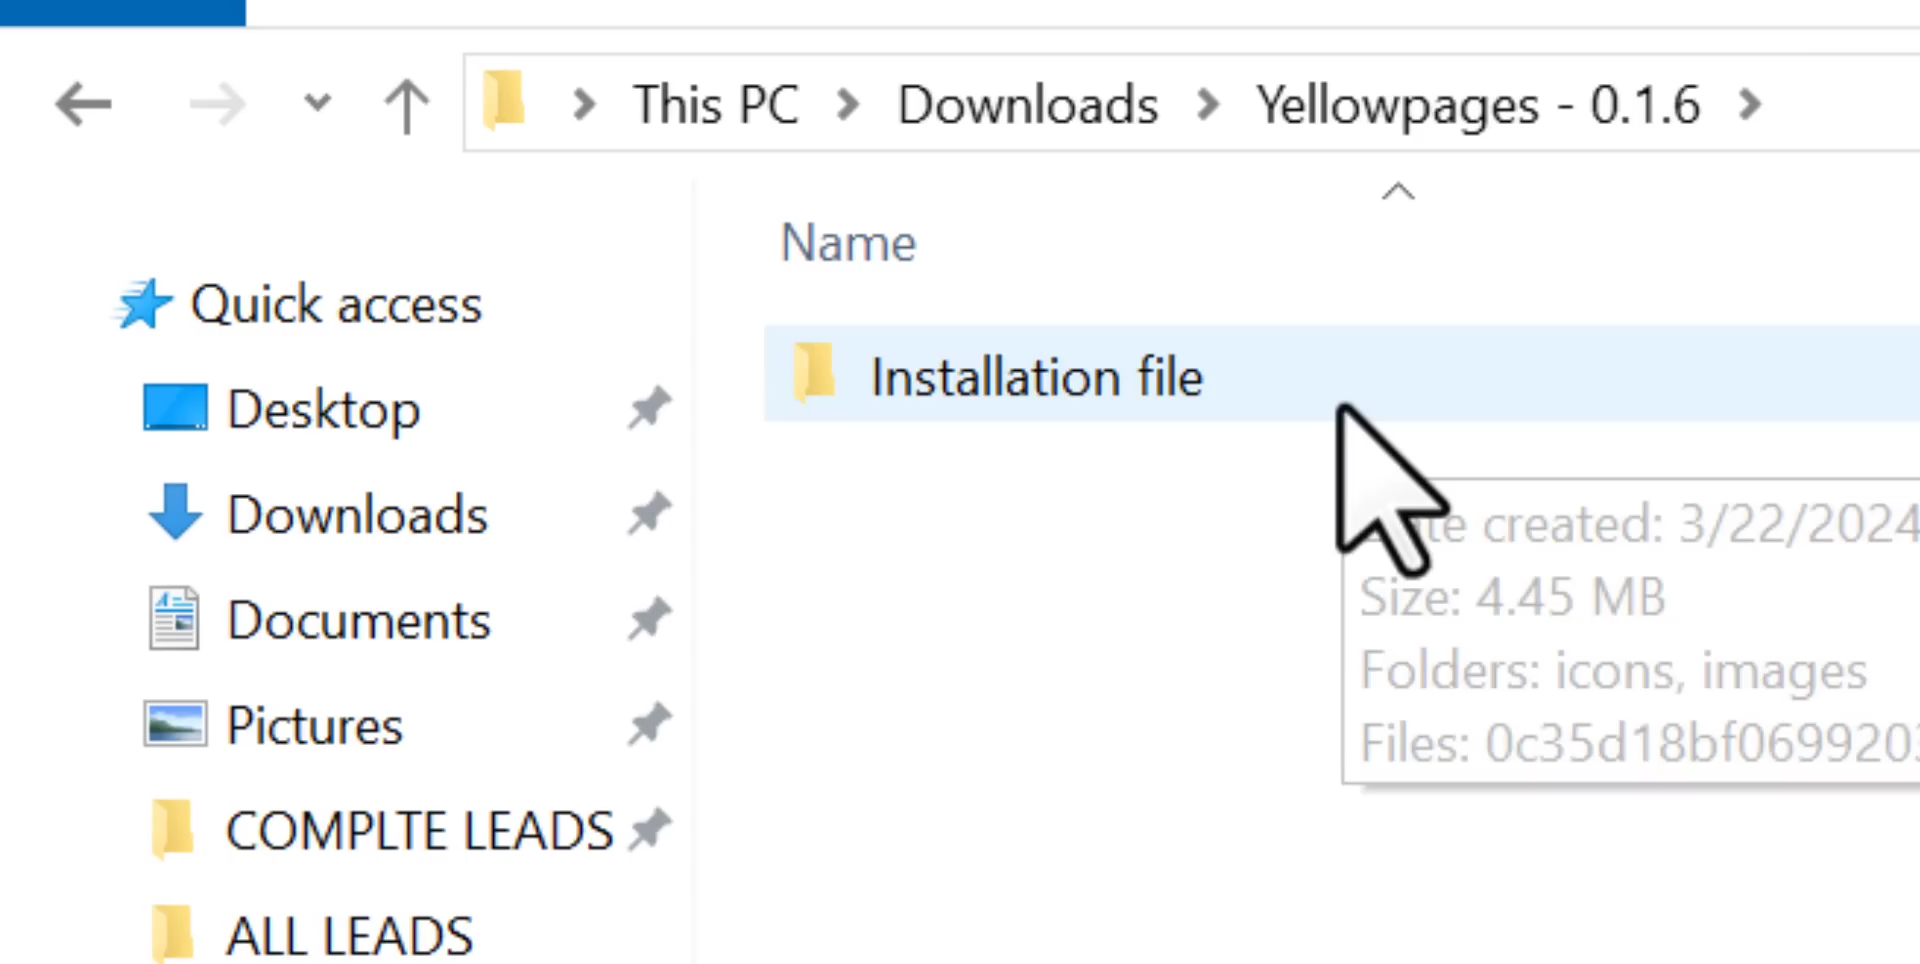 This PC > Downloads > Yellowpages - 0.1.6 >
Name
Quick access
Installation file
Desktop
Downloads
Documents
Pictures
COMPLTE LEADS
ALL LEADS
created: 3/22/2024
Size: 4.45 MB
Folders: icons, images
Files: 0c35d18bf069920